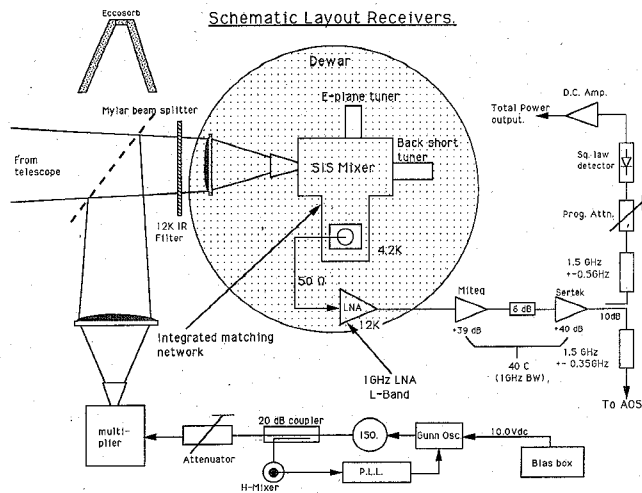 Schematic Layout Receivers.
Eccosorb
Dewar
D.C. Amp.
E-plane tuner
Total Power
output.
Mylar beam splitter
Back short
tuner
SIS Mixer
Sq.law
detector
From
telescope
Prog. Attn.
12K IR
Filter
4.2K
50 Ω
1.5 GHz
+-0.5GHz
LNA
12K
Miteq
6 dB
Sertek
10dB
+39 dB
+40 dB
Integrated matching
network
40 C
(1GHz BW),
1.5 GHz
+- 0.35GHz
1GHz LNA
L-Band
To AOS
20 dB coupler
multi-
plier
ISO.
Gunn Osc.
10.0Vdc
Attenuator
Bias box
P.L.L.
H-Mixer